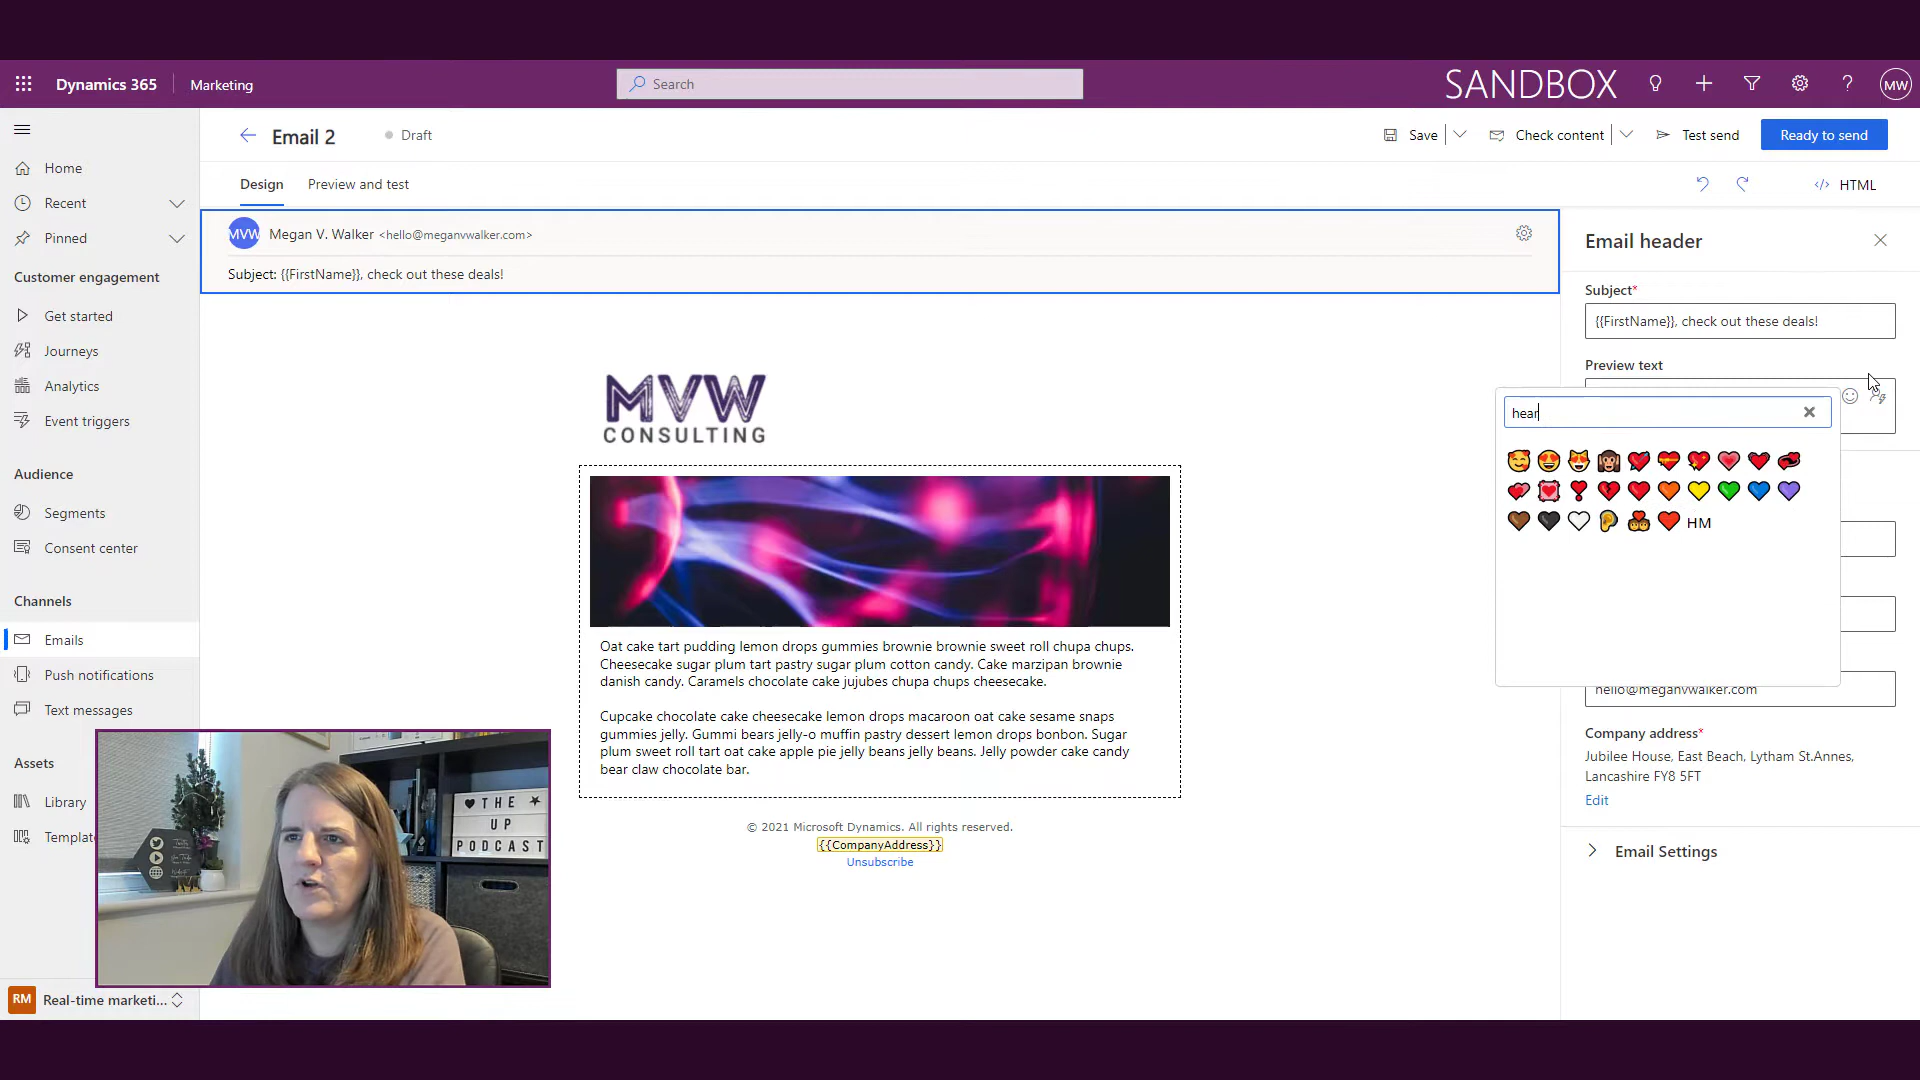 Dynamics 365
Marketing
Search
SANDBOX
MW
Email 2
Draft
Save
Check content
Test send
Ready to send
Design
Preview and test
HTML
Home
Recent
Pinned
Customer engagement
Get started
Journeys
Analytics
Event triggers
Audience
Segments
Consent center
Channels
Emails
Push notifications
Text messages
Assets
Library
Templat
RM
Real-time marketi...
MVW
Megan V. Walker <hello@meganvwalker.com>
Subject: {{FirstName}}, check out these deals!
MVW
CONSULTING
Oat cake tart pudding lemon drops gummies brownie brownie sweet roll chupa chups.
Cheesecake sugar plum tart pastry sugar plum cotton candy. Cake marzipan brownie
danish candy. Caramels chocolate cake jujubes chupa chups cheesecake.
Cupcake chocolate cake cheesecake lemon drops macaroon oat cake sesame snaps
gummies jelly. Gummi bears jelly-o muffin pastry dessert lemon drops bonbon. Sugar
plum sweet roll tart oat cake apple pie jelly beans jelly beans. Jelly powder cake candy
bear claw chocolate bar.
© 2021 Microsoft Dynamics. All rights reserved.
{{CompanyAddress}}
Unsubscribe
Email header
Subject*
{{FirstName}}, check out these deals!
Preview text
hear
HM
hello@meganvwalker.com
Company address*
Jubilee House, East Beach, Lytham St.Annes,
Lancashire FY8 5FT
Edit
Email Settings
THE
UP
PODCAST